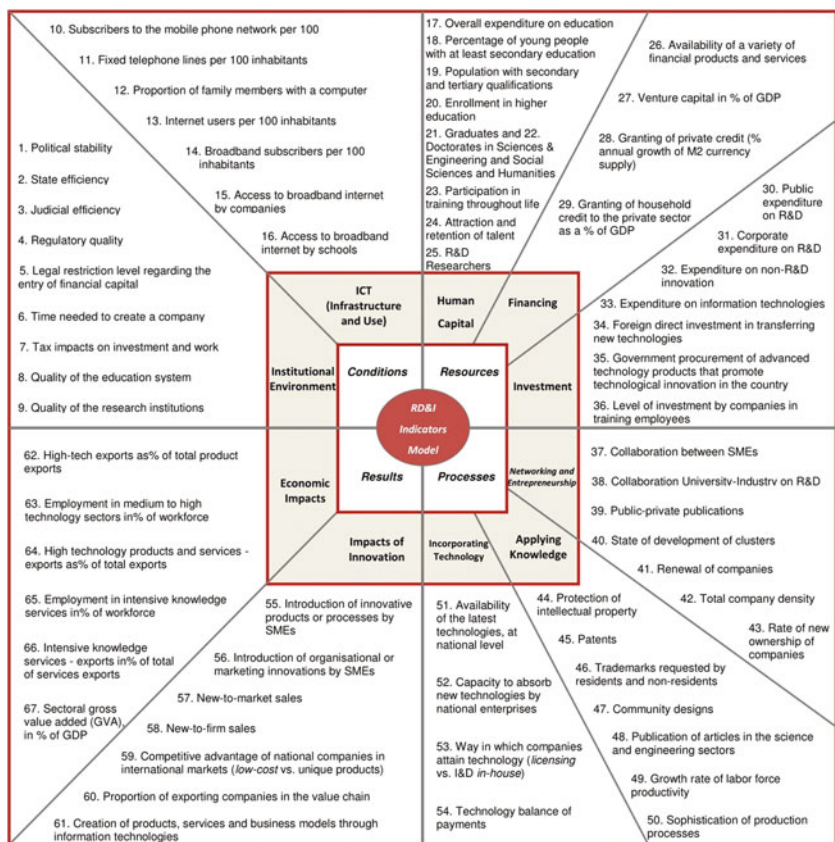 10. Subscribers to the mobile phone network per 100
11. Fixed telephone lines per 100 inhabitants
12. Proportion of family members with a computer
13. Internet users per 100 inhabitants
14. Broadband subscribers per 100
inhabitants
15. Access to broadband internet
by companies
16. Access to broadband
internet by schools
1. Political stability
2. State efficiency
3. Judicial efficiency
4. Regulatory quality
5. Legal restriction level regarding the
entry of financial capital
6. Time needed to create a company
7. Tax impacts on investment and work
8. Quality of the education system
9. Quality of the research institutions
17. Overall expenditure on education
18. Percentage of young people
with at least secondary education
19. Population with secondary
and tertiary qualifications
20. Enrollment in higher
education
21. Graduates and 22.
Doctorates in Sciences &
Engineering and Social
Sciences and Humanities
23. Participation in
training throughout life
24. Attraction and
retention of talent
25. R&D
Researchers
26. Availability of a variety of
financial products and services
27. Venture capital in % of GDP
28. Granting of private credit (%
annual growth of M2 currency
supply)
29. Granting of household
credit to the private sector
as a % of GDP
30. Public
expenditure
on R&D
31. Corporate
expenditure on R&D
32. Expenditure on non-R&D
innovation
33. Expenditure on information technologies
34. Foreign direct investment in transferring
new technologies
35. Government procurement of advanced
technology products that promote
technological innovation in the country
36. Level of investment by companies in
training employees
ICT
(Infrastructure
and Use)
Human
Capital
Financing
Institutional
Environment
Conditions
Resources
Investment
RD&I
Indicators
Model
Economic
Impacts
Results
Processes
Networking and
Entrepreneurship
Impacts of
Innovation
Incorporating
Technology
Applying
Knowledge
62. High-tech exports as% of total product
exports
63. Employment in medium to high
technology sectors in% of workforce
64. High technology products and services -
exports as% of total exports
65. Employment in intensive knowledge
services in% of workforce
66. Intensive knowledge
services - exports in% of total
of services exports
67. Sectoral gross
value added (GVA),
in % of GDP
55. Introduction of innovative
products or processes by
SMEs
56. Introduction of organisational or
marketing innovations by SMEs
57. New-to-market sales
58. New-to-firm sales
59. Competitive advantage of national companies in
international markets (low-cost vs. unique products)
60. Proportion of exporting companies in the value chain
61. Creation of products, services and business models through
information technologies
51. Availability
of the latest
technologies, at
national level
52. Capacity to absorb
new technologies by
national enterprises
53. Way in which companies
attain technology (licensing
vs. I&D in-house)
54. Technology balance of
payments
37. Collaboration between SMEs
38. Collaboration University-Industry on R&D
39. Public-private publications
40. State of development of clusters
41. Renewal of companies
42. Total company density
43. Rate of new
ownership of
companies
44. Protection of
intellectual property
45. Patents
46. Trademarks requested by
residents and non-residents
47. Community designs
48. Publication of articles in the science
and engineering sectors
49. Growth rate of labor force
productivity
50. Sophistication of production
processes